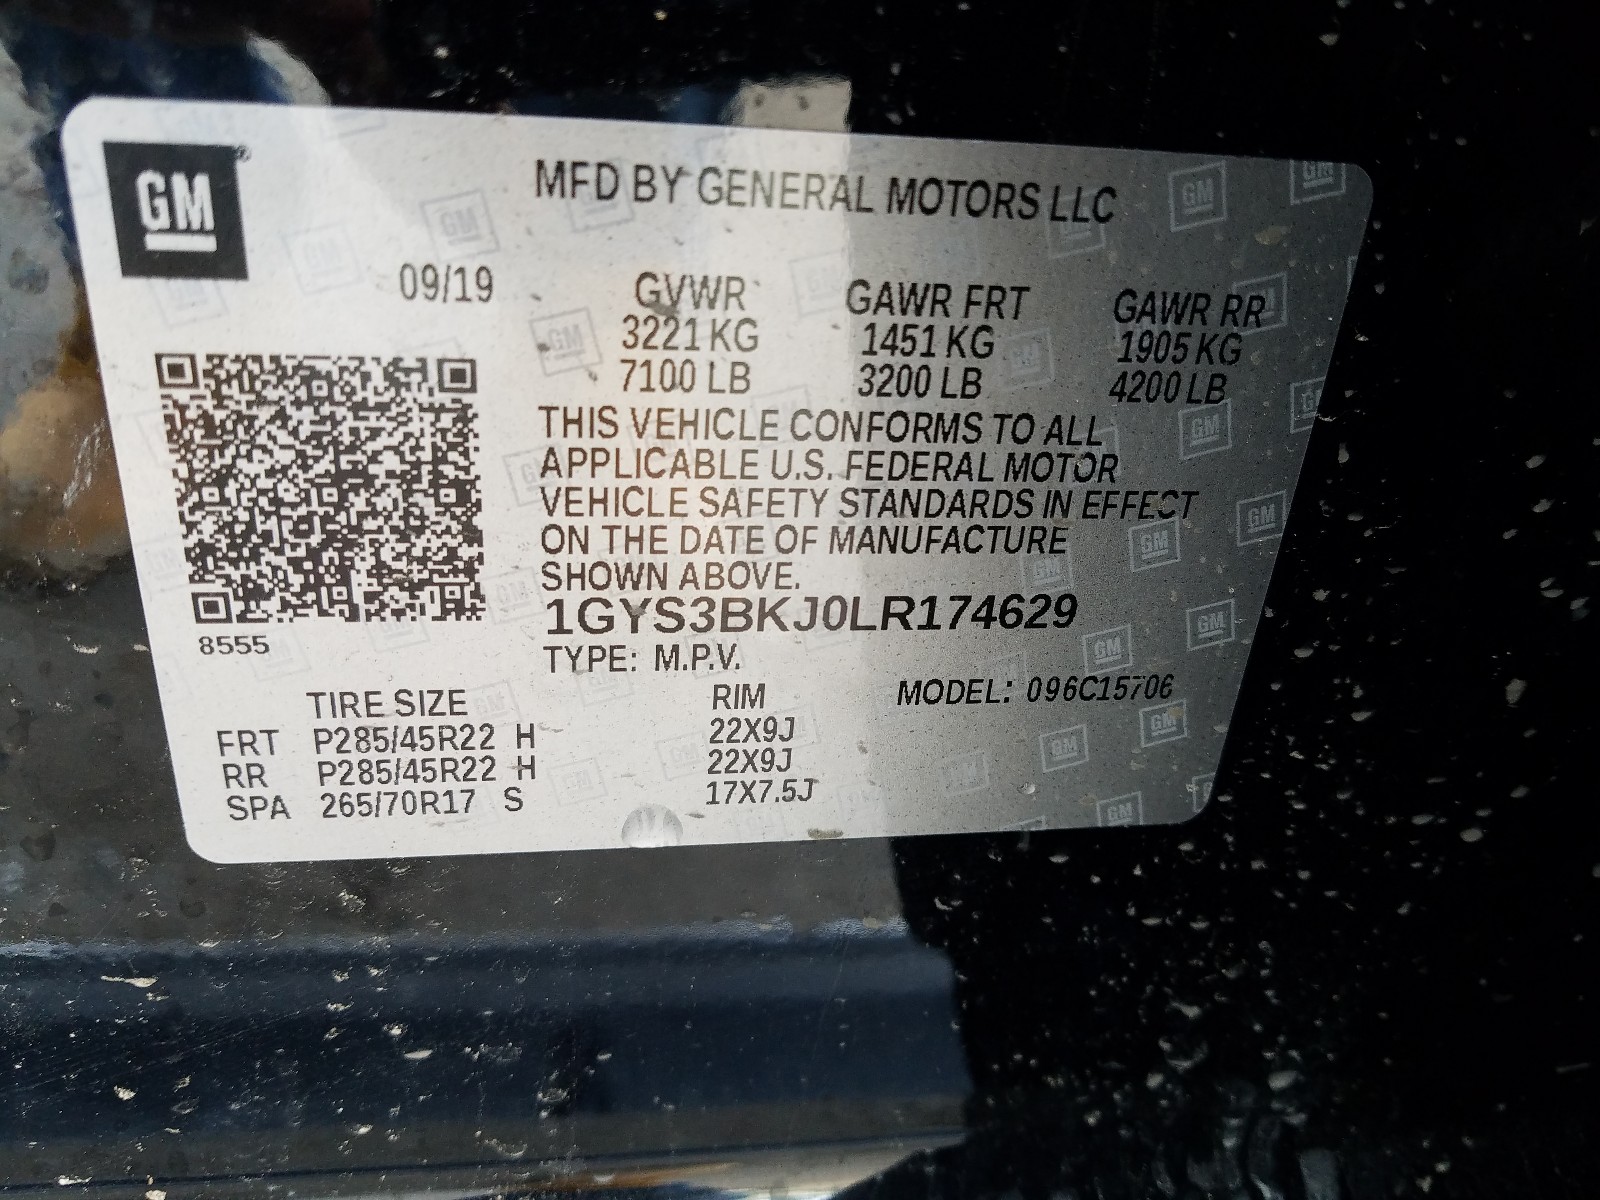 GM
MFD BY GENERAL MOTORS LLC
09/19
GVWR GAWR FRT GAWR RR
3221 KG 1451 KG 1905 KG
7100 LB 3200 LB 4200 LB
THIS VEHICLE CONFORMS TO ALL
APPLICABLE U.S. FEDERAL MOTOR
VEHICLE SAFETY STANDARDS IN EFFECT
ON THE DATE OF MANUFACTURE
SHOWN ABOVE.
1GYS3BKJ0LR174629
8555
TYPE: M.P.V.
MODEL: 096C15706
TIRE SIZE RIM
FRT P285/45R22 H 22X9J
RR P285/45R22 H 22X9J
SPA 265/70R17 S 17X7.5J